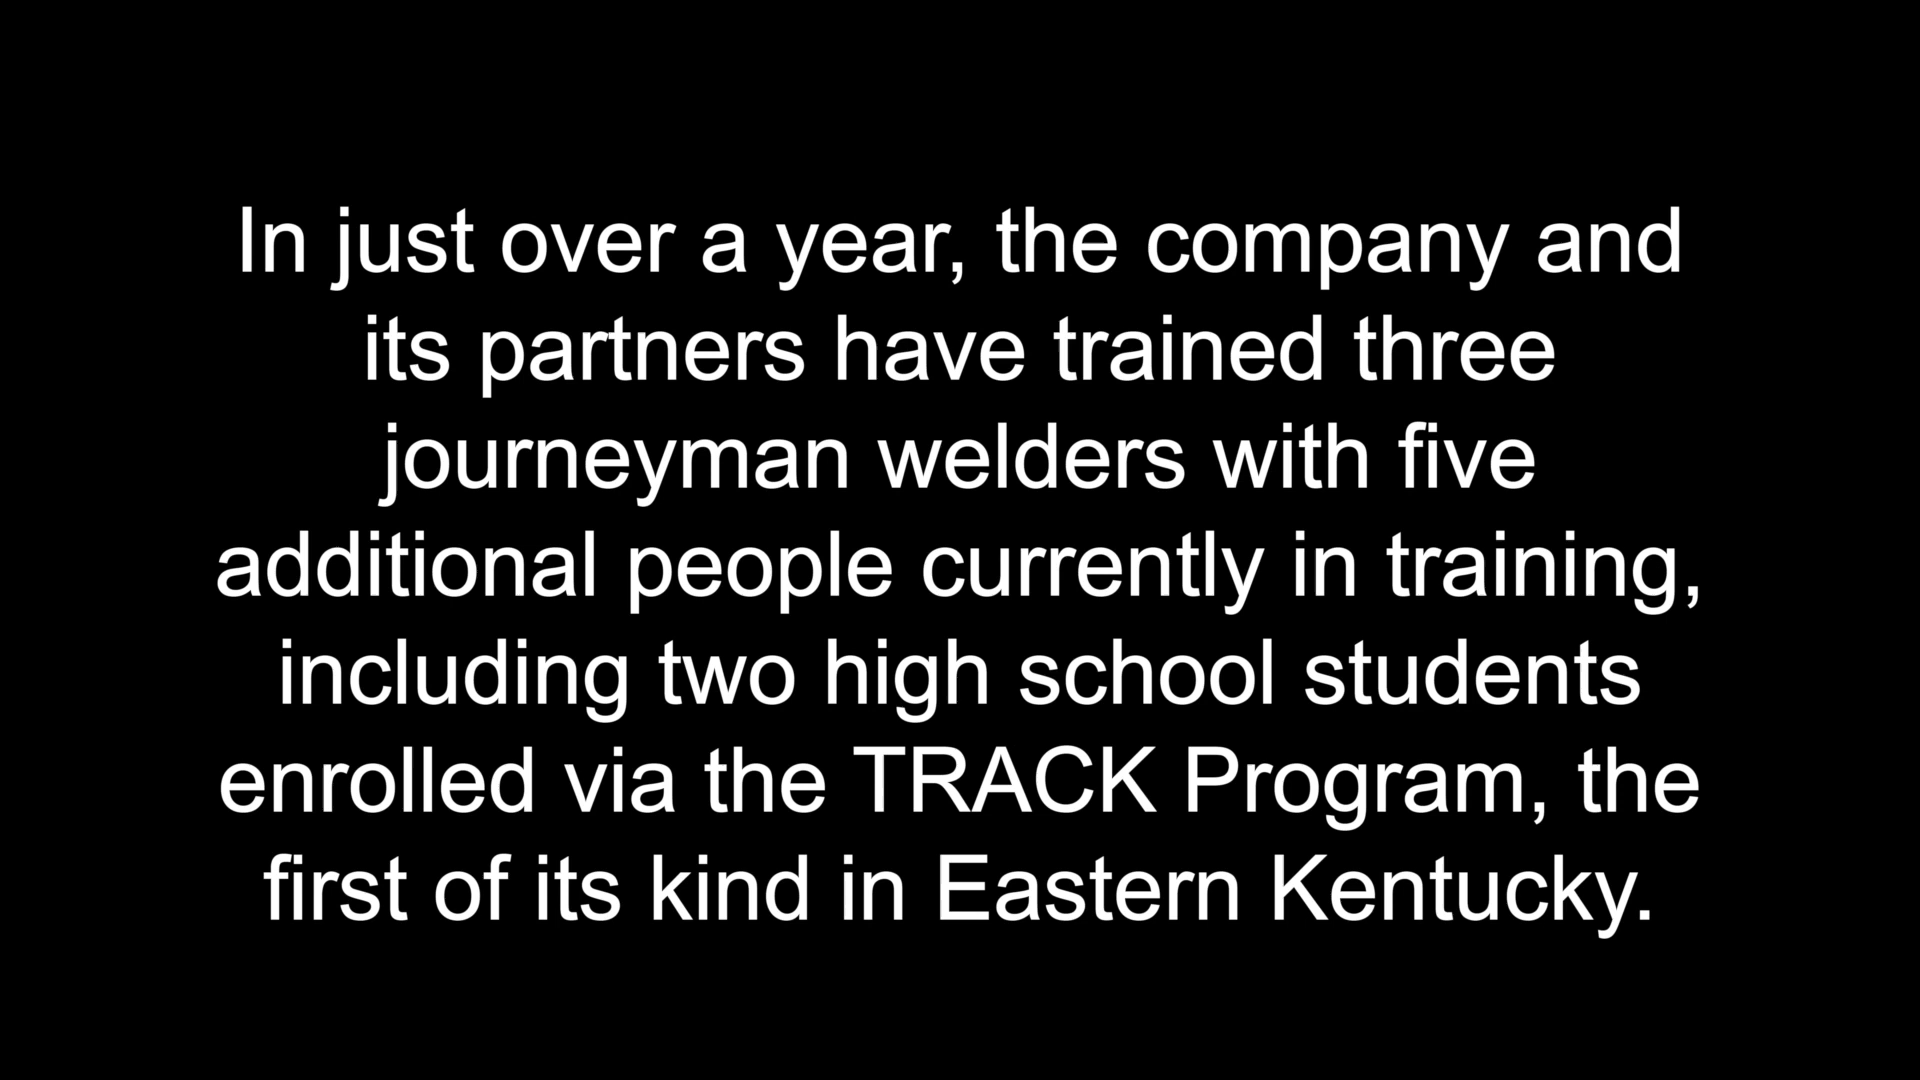 In just over a year, the company and
its partners have trained three
journeyman welders with five
additional people currently in training,
including two high school students
enrolled via the TRACK Program, the
first of its kind in Eastern Kentucky.